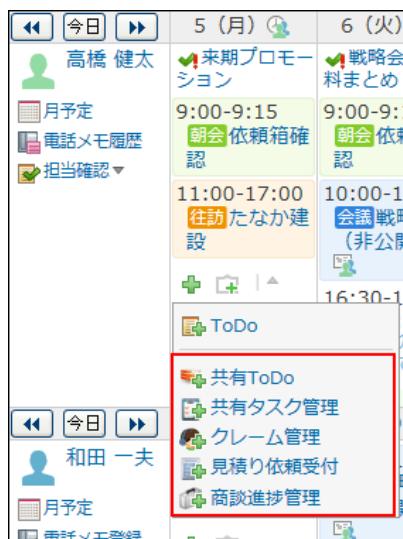 今日 5（月） 6（火）
高橋 健太
月予定
電話メモ履歴
担当確認
来期プロモー
ション
9:00-9:15
朝会 依頼箱確
認
11:00-17:00
往訪 たなか建
設
戦略会
料まとめ
9:00-9:
朝会 依頼
認
10:00-1
会議 戦略
（非公開
16:30-1
ToDo
共有ToDo
共有タスク管理
クレーム管理
見積り依頼受付
商談進捗管理
今日
和田 一夫
月予定
電話メモ登録